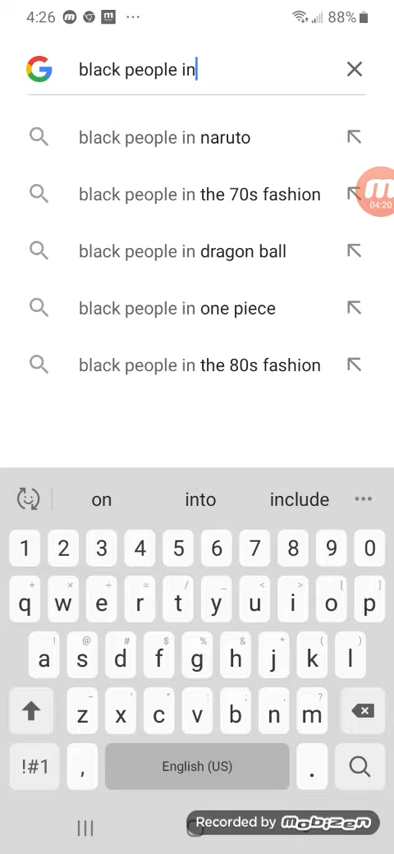 4:26 m m ... 88%
G black people in
black people in naruto
m
black people in the 70s fashion
04:20
black people in dragon ball
black people in one piece
black people in the 80s fashion
on into include ...
1 2 3 4 5 6 7 8 9 0
+ × ÷ = / _ < > [ ]
q w e r t y u i o p
! @ # $ % ^ & * ( )
a s d f g h j k l
- ' " : ; , ?
z x c v b n m
!#1 , English (US) .
Recorded by mobizen